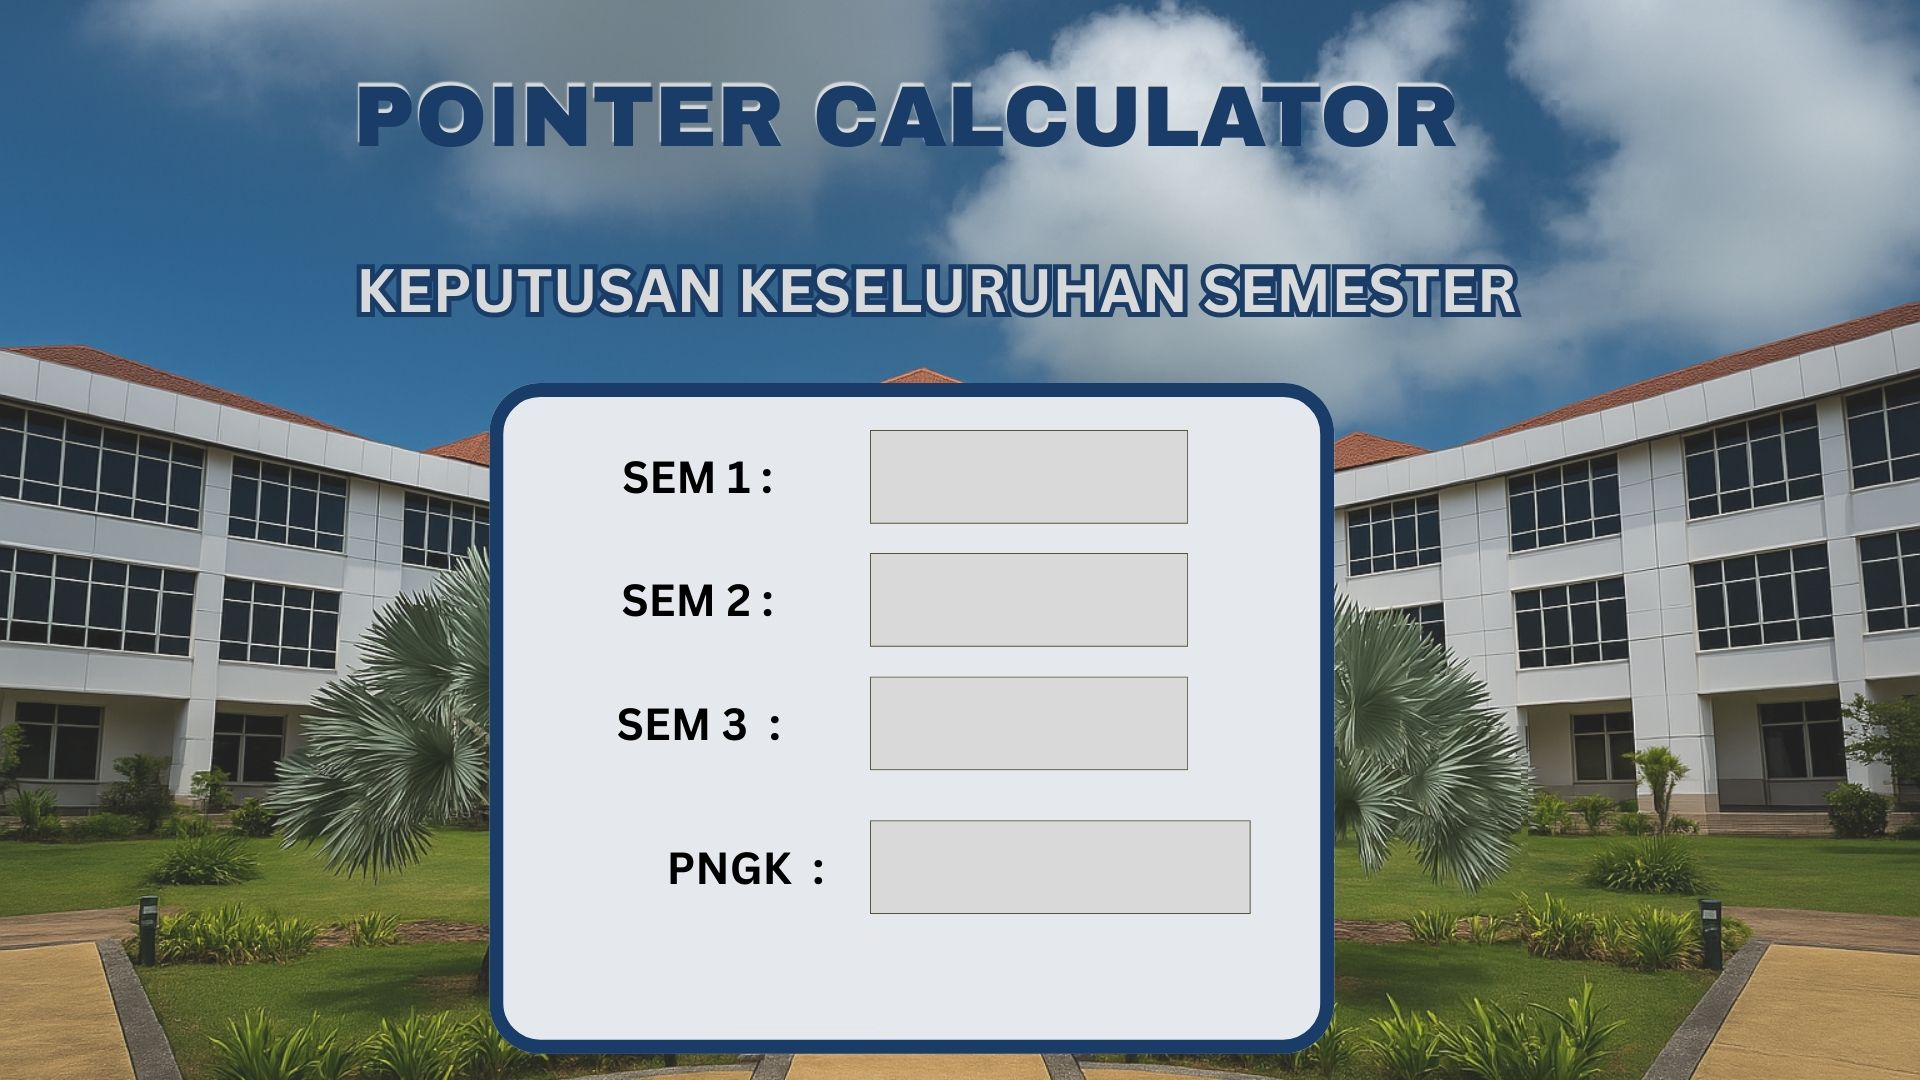 POINTER CALCULATOR
KEPUTUSAN KESELURUHAN SEMESTER
SEM 1 :
SEM 2 :
SEM 3 :
PNGK :